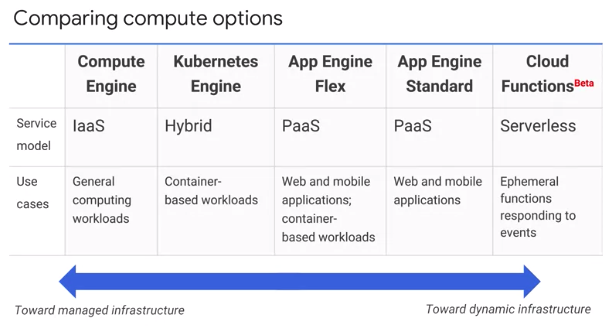 Comparing compute options
Compute Engine
Kubernetes Engine
App Engine Flex
App Engine Standard
Cloud FunctionsBeta
Service model
IaaS
Hybrid
PaaS
PaaS
Serverless
Use cases
General computing workloads
Container-based workloads
Web and mobile applications; container-based workloads
Web and mobile applications
Ephemeral functions responding to events
Toward managed infrastructure
Toward dynamic infrastructure